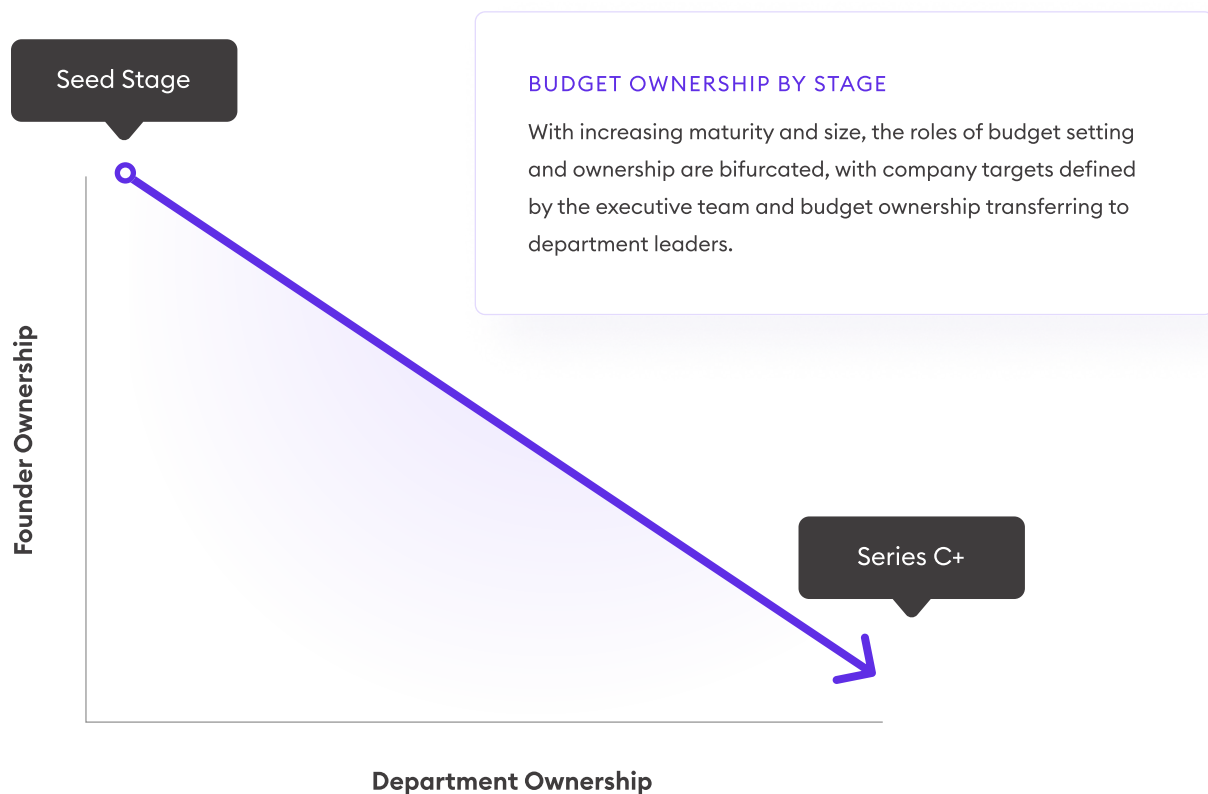 Seed Stage
BUDGET OWNERSHIP BY STAGE
With increasing maturity and size, the roles of budget setting
and ownership are bifurcated, with company targets defined
by the executive team and budget ownership transferring to
department leaders.
Founder Ownership
Series C+
Department Ownership